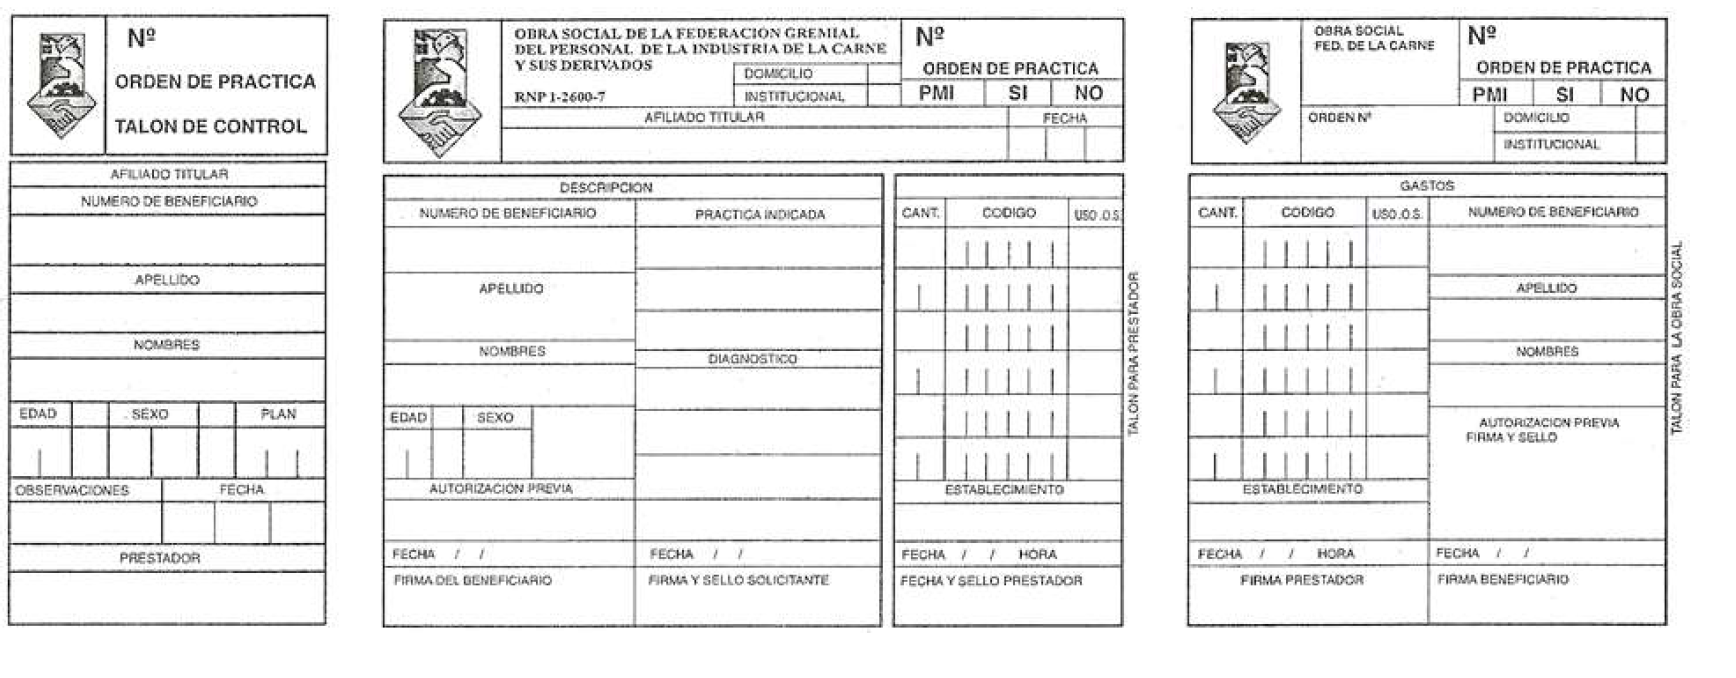 Nº
ORDEN DE PRACTICA
TALON DE CONTROL
AFILIADO TITULAR
NUMERO DE BENEFICIARIO
APELLIDO
NOMBRES
EDAD SEXO PLAN
OBSERVACIONES FECHA
PRESTADOR
OBRA SOCIAL DE LA FEDERACION GREMIAL
DEL PERSONAL DE LA INDUSTRIA DE LA CARNE
Y SUS DERIVADOS
RNP 1-2600-7
DOMICILIO
INSTITUCIONAL
Nº
ORDEN DE PRACTICA
PMI SI NO
AFILIADO TITULAR FECHA
DESCRIPCION
NUMERO DE BENEFICIARIO PRACTICA INDICADA
APELLIDO
NOMBRES
DIAGNOSTICO
EDAD SEXO
AUTORIZACION PREVIA
FECHA / / FECHA / /
FIRMA DEL BENEFICIARIO FIRMA Y SELLO SOLICITANTE
CANT. CODIGO USO.O.S.
ESTABLECIMIENTO
FECHA / / HORA
FECHA Y SELLO PRESTADOR
TALON PARA PRESTADOR
OBRA SOCIAL
FED. DE LA CARNE
Nº
ORDEN DE PRACTICA
PMI SI NO
ORDEN Nº
DOMICILIO
INSTITUCIONAL
GASTOS
CANT. CODIGO USO.O.S. NUMERO DE BENEFICIARIO
APELLIDO
NOMBRES
AUTORIZACION PREVIA
FIRMA Y SELLO
ESTABLECIMIENTO
FECHA / / HORA FECHA / /
FIRMA PRESTADOR FIRMA BENEFICIARIO
TALON PARA LA OBRA SOCIAL